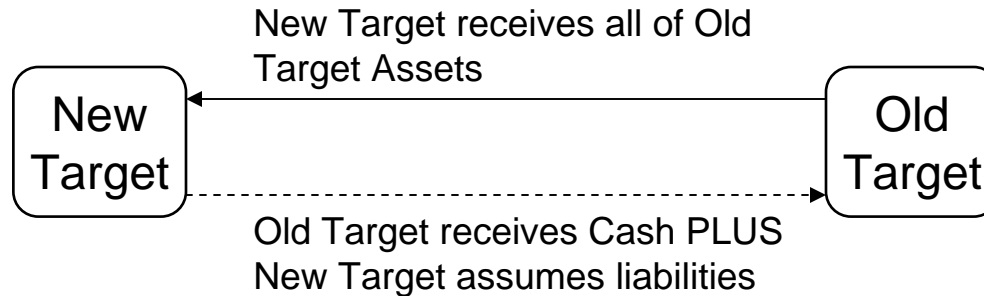 New Target receives all of Old
Target Assets
New
Target
Old
Target
Old Target receives Cash PLUS
New Target assumes liabilities